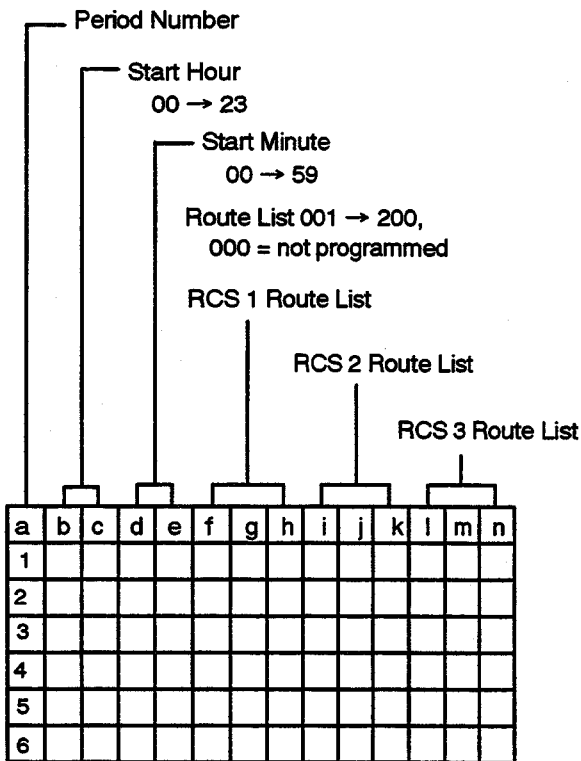 Period Number
Start Hour
00 → 23
Start Minute
00 → 59
Route List 001 → 200,
000 = not programmed
RCS 1 Route List
RCS 2 Route List
RCS 3 Route List
a b c d e f g h i j k l m n
1
2
3
4
5
6